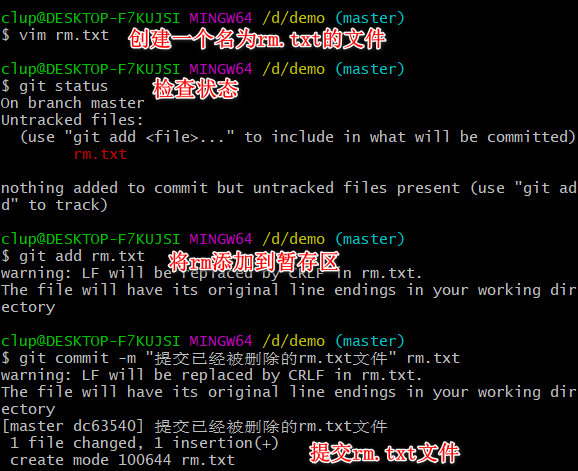 clup@DESKTOP-F7KUJSI MINGW64 /d/demo (master)
$ vim rm.txt 创建一个名为rm.txt的文件
clup@DESKTOP-F7KUJSI MINGW64 /d/demo (master)
$ git status 检查状态
On branch master
Untracked files:
(use "git add <file>..." to include in what will be committed)
rm.txt
nothing added to commit but untracked files present (use "git ad
d" to track)
clup@DESKTOP-F7KUJSI MINGW64 /d/demo (master)
$ git add rm.txt 将rm添加到暂存区
warning: LF will be replaced by CRLF in rm.txt.
The file will have its original line endings in your working dir
ectory
clup@DESKTOP-F7KUJSI MINGW64 /d/demo (master)
$ git commit -m "提交已经被删除的rm.txt文件" rm.txt
warning: LF will be replaced by CRLF in rm.txt.
The file will have its original line endings in your working dir
ectory
[master dc63540] 提交已经被删除的rm.txt文件
1 file changed, 1 insertion(+)
create mode 100644 rm.txt 提交rm.txt文件